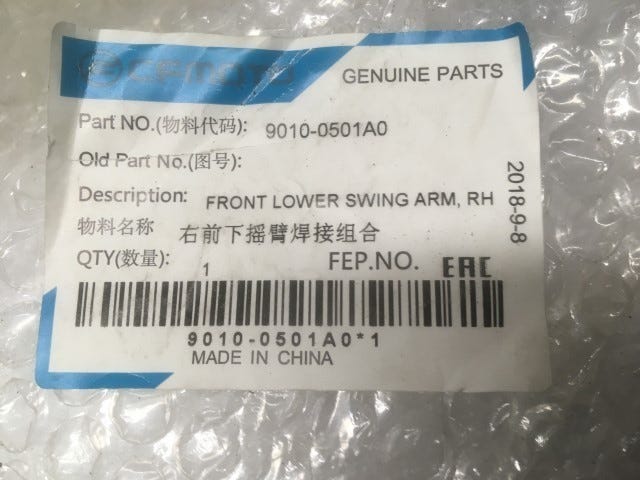 CFMOTO
GENUINE PARTS
Part NO.(物料代码): 9010-0501A0
Old Part No.(图号):
Description: FRONT LOWER SWING ARM, RH
物料名称 右前下摇臂焊接组合
QTY(数量): 1 FEP.NO. EAC
9010-0501A0*1
MADE IN CHINA
2018-9-8